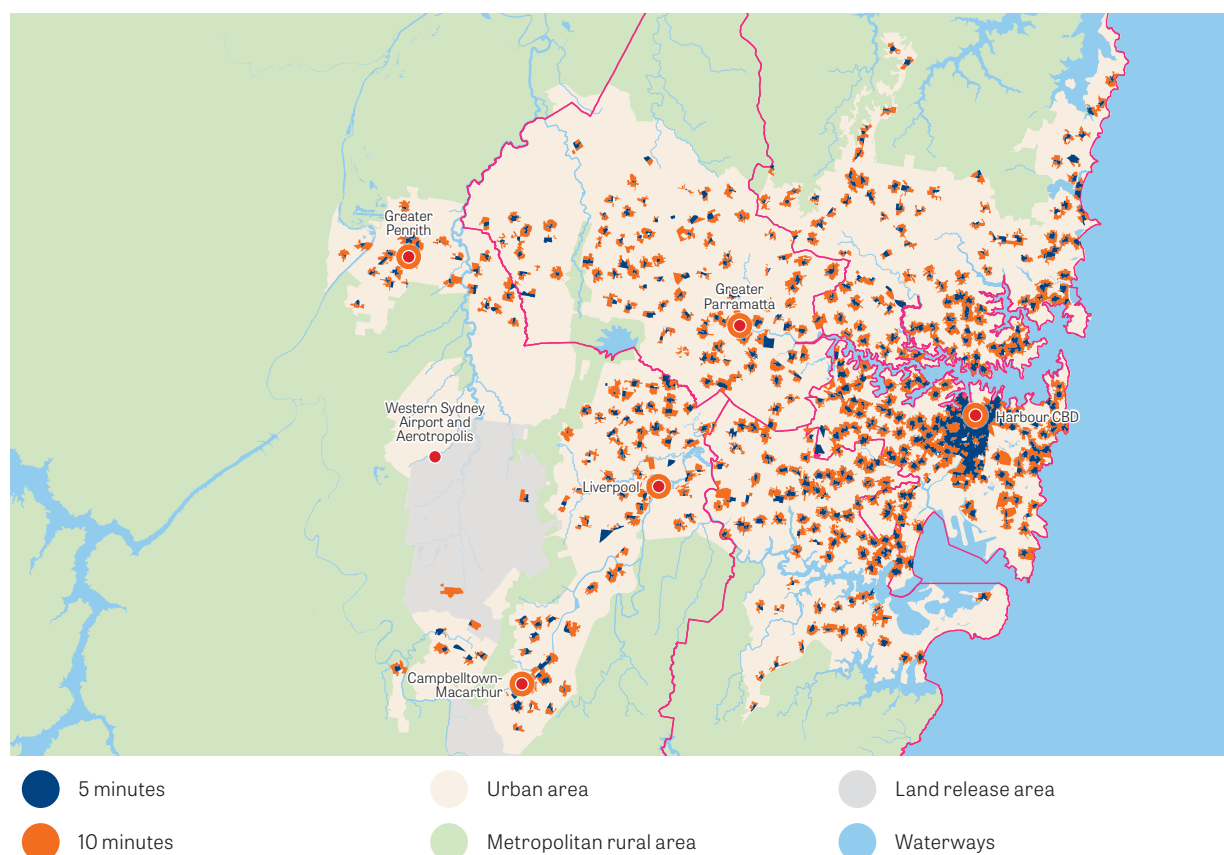 Greater
Penrith
Greater
Parramatta
Western Sydney
Airport and
Aerotropolis
Harbour CBD
Liverpool
Campbelltown-
Macarthur
5 minutes
Urban area
Land release area
10 minutes
Metropolitan rural area
Waterways